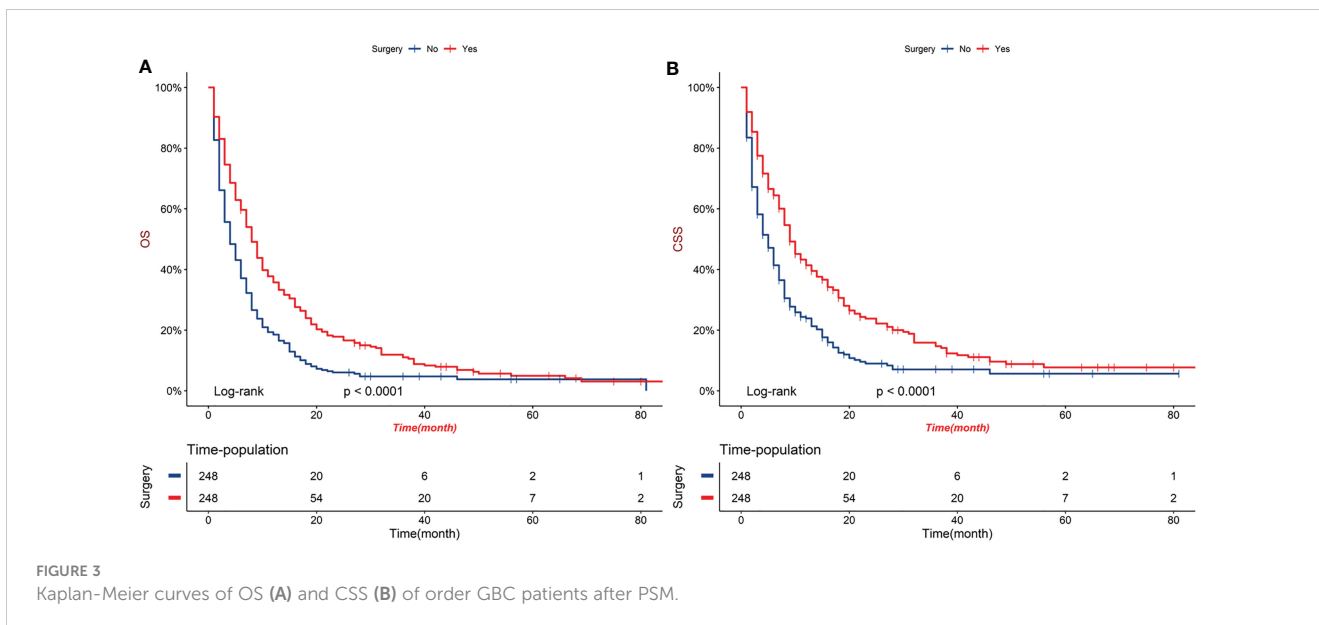 Surgery No Yes
A
100%
80%
60%
40%
20%
0%
OS
Log-rank p < 0.0001
0 20 40 60 80
Time(month)
Time-population
Surgery
248 20 6 2 1
248 54 20 7 2
0 20 40 60 80
Time(month)
Surgery No Yes
B
100%
80%
60%
40%
20%
0%
CSS
Log-rank p < 0.0001
0 20 40 60 80
Time(month)
Time-population
Surgery
248 20 6 2 1
248 54 20 7 2
0 20 40 60 80
Time(month)
FIGURE 3
Kaplan-Meier curves of OS (A) and CSS (B) of order GBC patients after PSM.